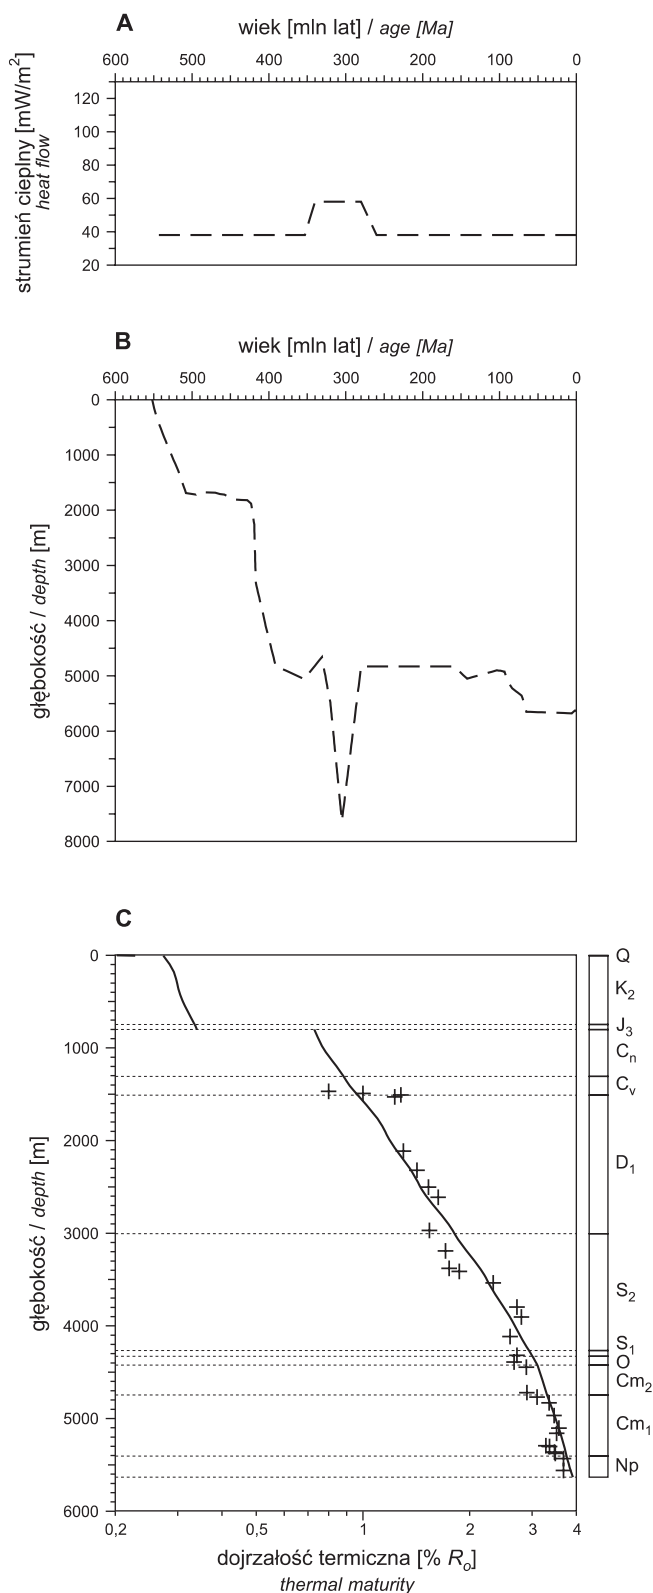 A
wiek [mln lat] / age [Ma]
600 500 400 300 200 100 0
strumień cieplny [mW/m²]
heat flow
120
100
80
60
40
20
B
wiek [mln lat] / age [Ma]
600 500 400 300 200 100 0
głębokość / depth [m]
0
1000
2000
3000
4000
5000
6000
7000
8000
C
głębokość / depth [m]
0
1000
2000
3000
4000
5000
6000
Q
K₂
J₃
Cₙ
Cᵥ
D₁
S₂
S₁
O
Cm₂
Cm₁
Np
0,2 0,5 1 2 3 4
dojrzałość termiczna [% Rₒ]
thermal maturity